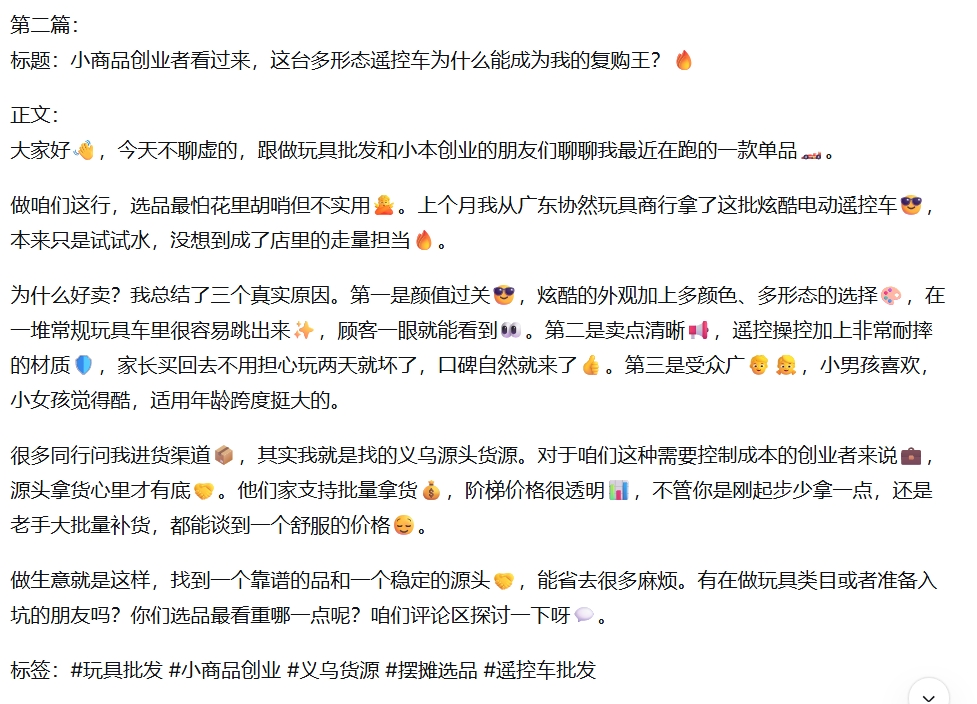 第二篇：
标题：小商品创业者看过来，这台多形态遥控车为什么能成为我的复购王？🔥
正文：
大家好👋，今天不聊虚的，跟做玩具批发和小本创业的朋友们聊聊我最近在跑的一款单品🏎️。
做咱们这行，选品最怕花里胡哨但不实用🤷。上个月我从广东协然玩具商行拿了这批炫酷电动遥控车😎，
本来只是试试水，没想到成了店里的走量担当🔥。
为什么好卖？我总结了三个真实原因。第一是颜值过关😎，炫酷的外观加上多颜色、多形态的选择🎨，在
一堆常规玩具车里很容易跳出来✨，顾客一眼就能看到👀。第二是卖点清晰📢，遥控操控加上非常耐摔
的材质🛡️，家长买回去不用担心玩两天就坏了，口碑自然就来了👍。第三是受众广👦👧，小男孩喜欢，
小女孩觉得酷，适用年龄跨度挺大的。
很多同行问我进货渠道📦，其实我就是找的义乌源头货源。对于咱们这种需要控制成本的创业者来说💼，
源头拿货心里才有底🤝。他们家支持批量拿货💰，阶梯价格很透明📊，不管你是刚起步少拿一点，还是
老手大批量补货，都能谈到一个舒服的价格😌。
做生意就是这样，找到一个靠谱的品和一个稳定的源头🤝，能省去很多麻烦。有在做玩具类目或者准备入
坑的朋友吗？你们选品最看重哪一点呢？咱们评论区探讨一下呀💬。
标签：#玩具批发 #小商品创业 #义乌货源 #摆摊选品 #遥控车批发